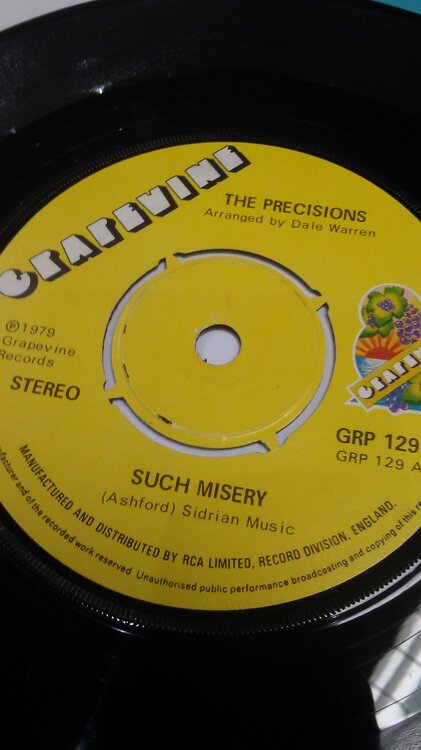 GRAPEVINE
THE PRECISIONS
Arranged by Dale Warren
℗1979
Grapevine
Records
STEREO
GRAPEVINE
GRP 129
GRP 129 A
SUCH MISERY
(Ashford) Sidrian Music
MANUFACTURED AND DISTRIBUTED BY RCA LIMITED, RECORD DIVISION, ENGLAND.
and of the recorded work reserved Unauthorised public performance broadcasting and copying of this